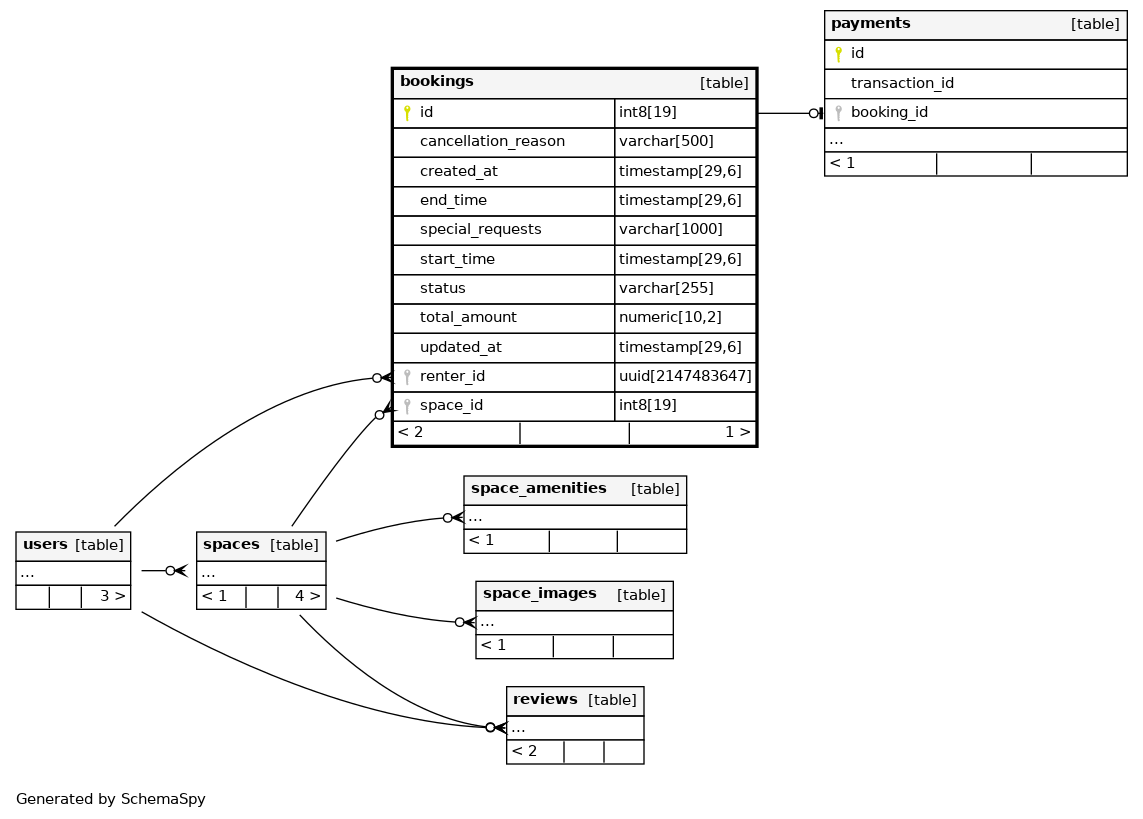 payments [table]
id
transaction_id
booking_id
...
< 1
bookings [table]
id int8[19]
cancellation_reason varchar[500]
created_at timestamp[29,6]
end_time timestamp[29,6]
special_requests varchar[1000]
start_time timestamp[29,6]
status varchar[255]
total_amount numeric[10,2]
updated_at timestamp[29,6]
renter_id uuid[2147483647]
space_id int8[19]
< 2 1 >
space_amenities [table]
...
< 1
users [table]
...
3 >
spaces [table]
...
< 1 4 >
space_images [table]
...
< 1
reviews [table]
...
< 2
Generated by SchemaSpy